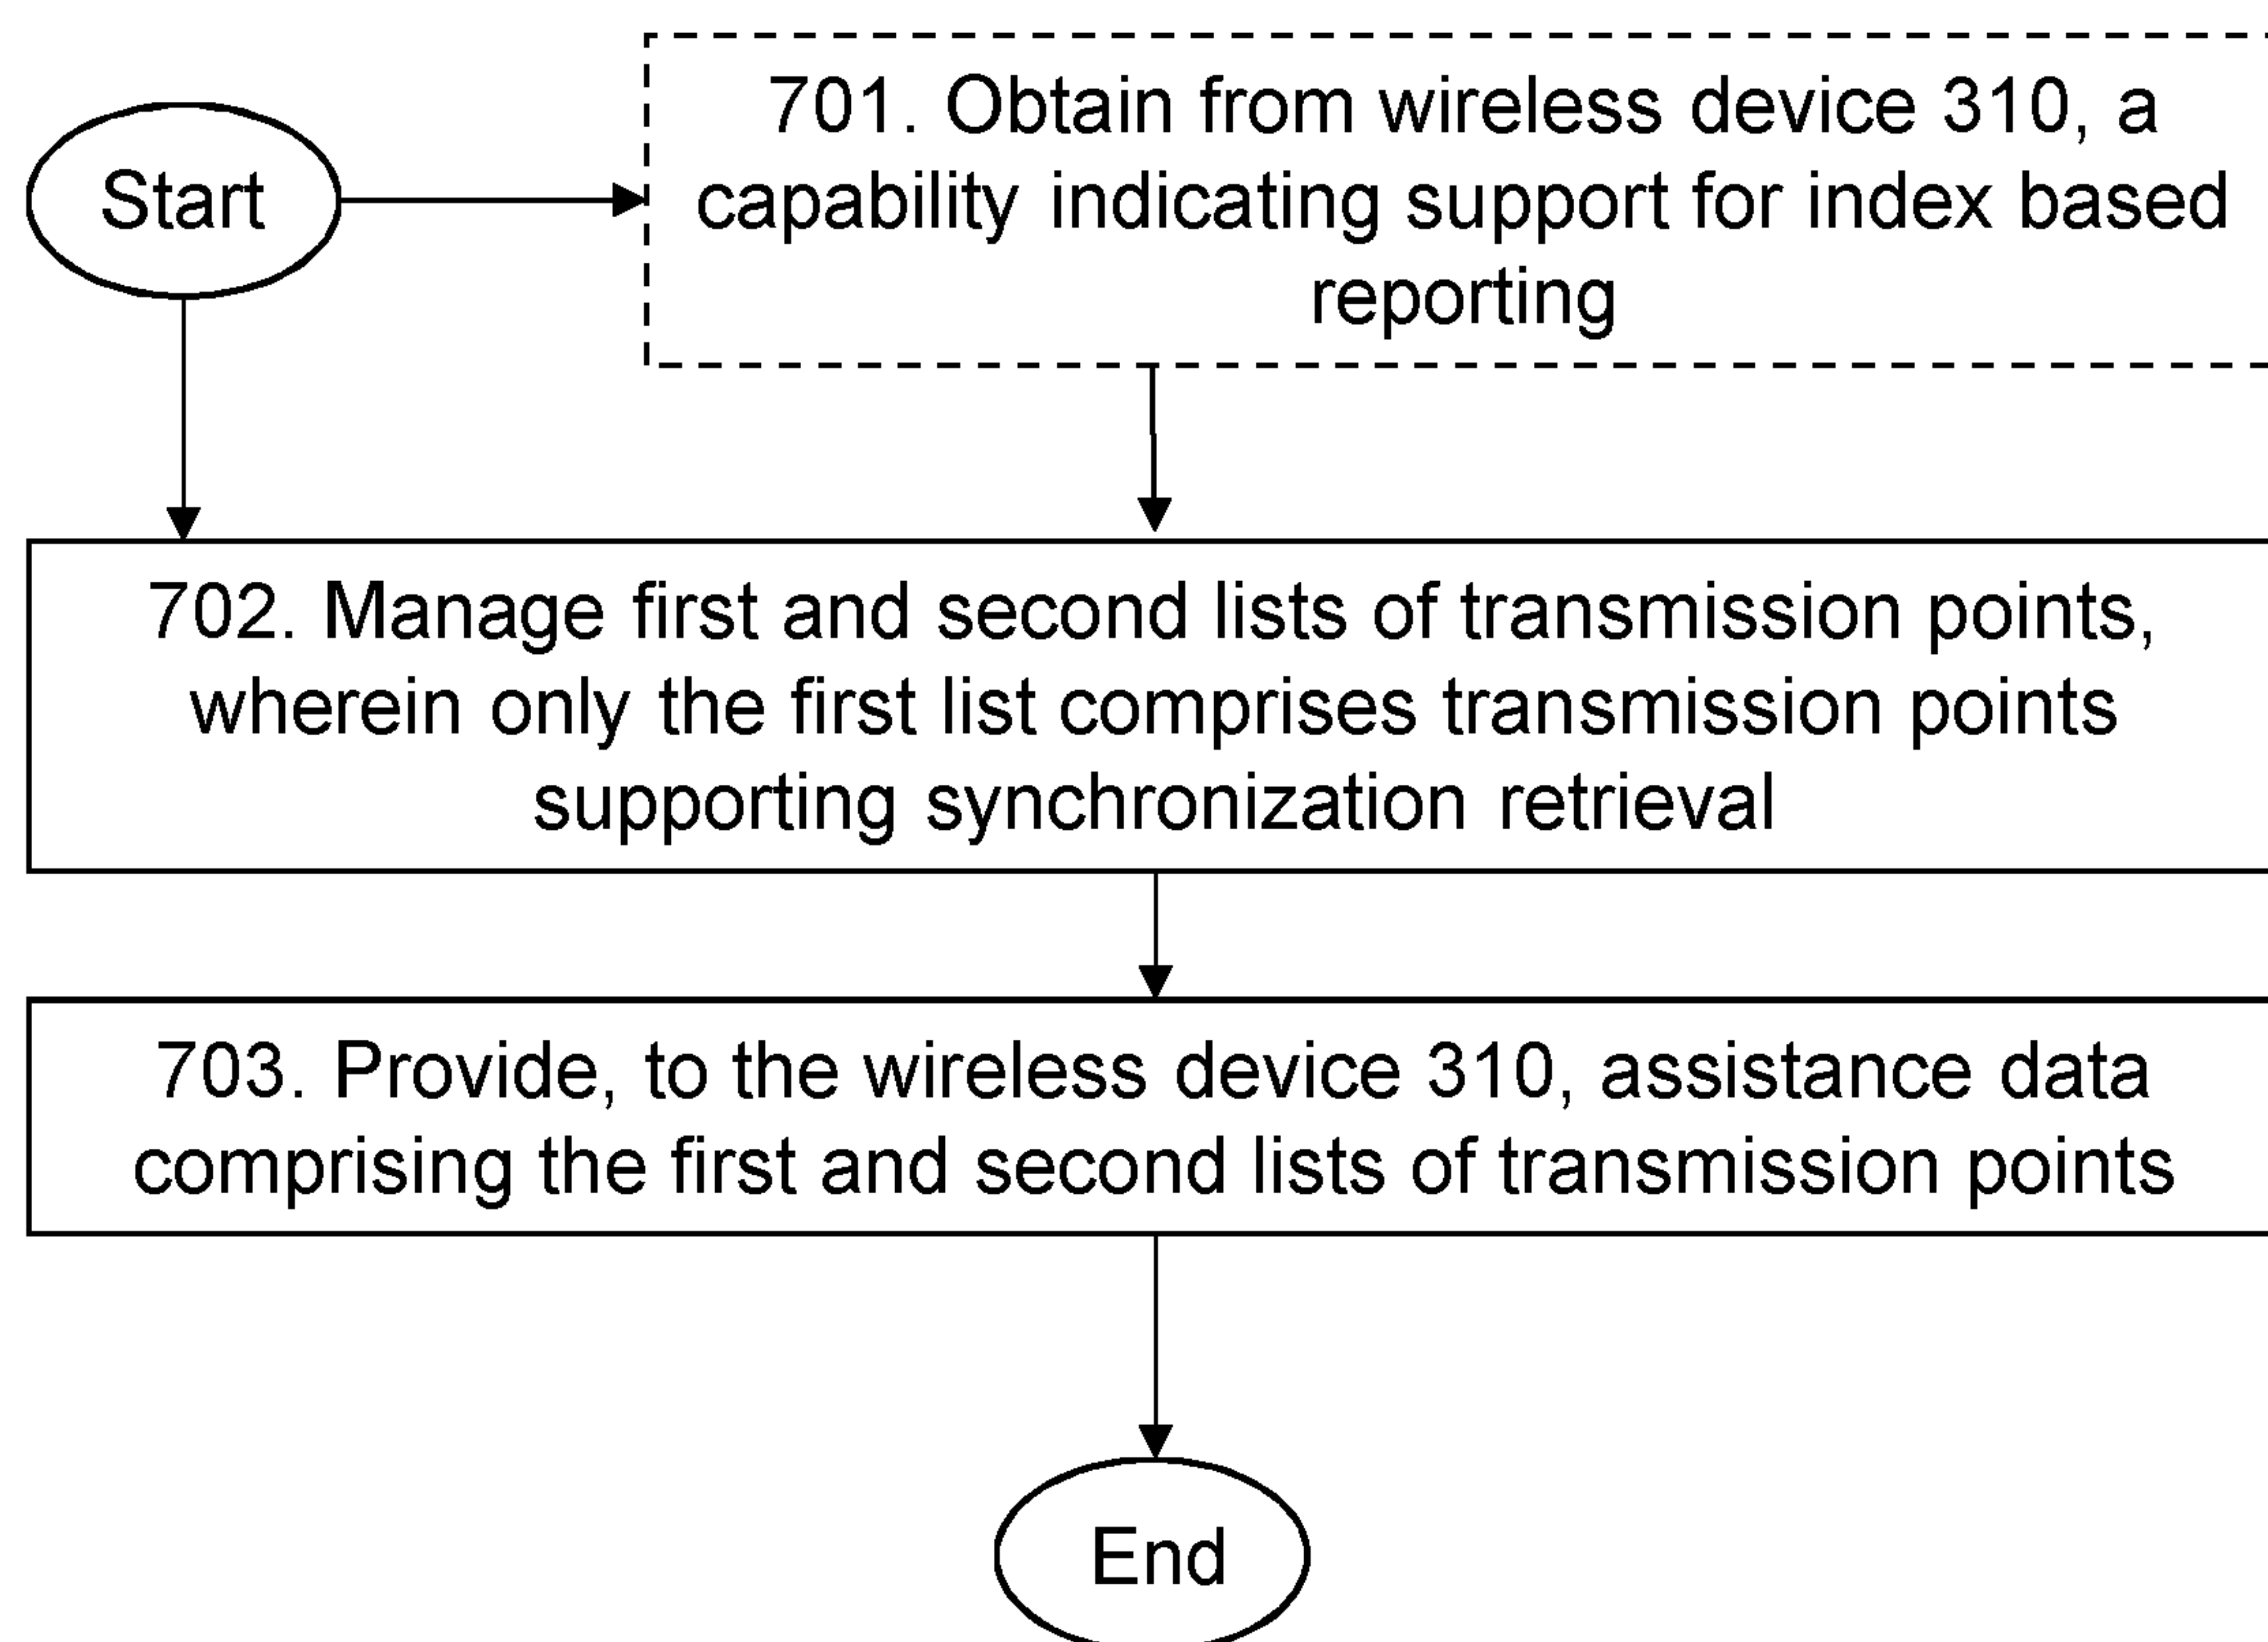 Start
701. Obtain from wireless device 310, a
capability indicating support for index based
reporting
702. Manage first and second lists of transmission points,
wherein only the first list comprises transmission points
supporting synchronization retrieval
703. Provide, to the wireless device 310, assistance data
comprising the first and second lists of transmission points
End